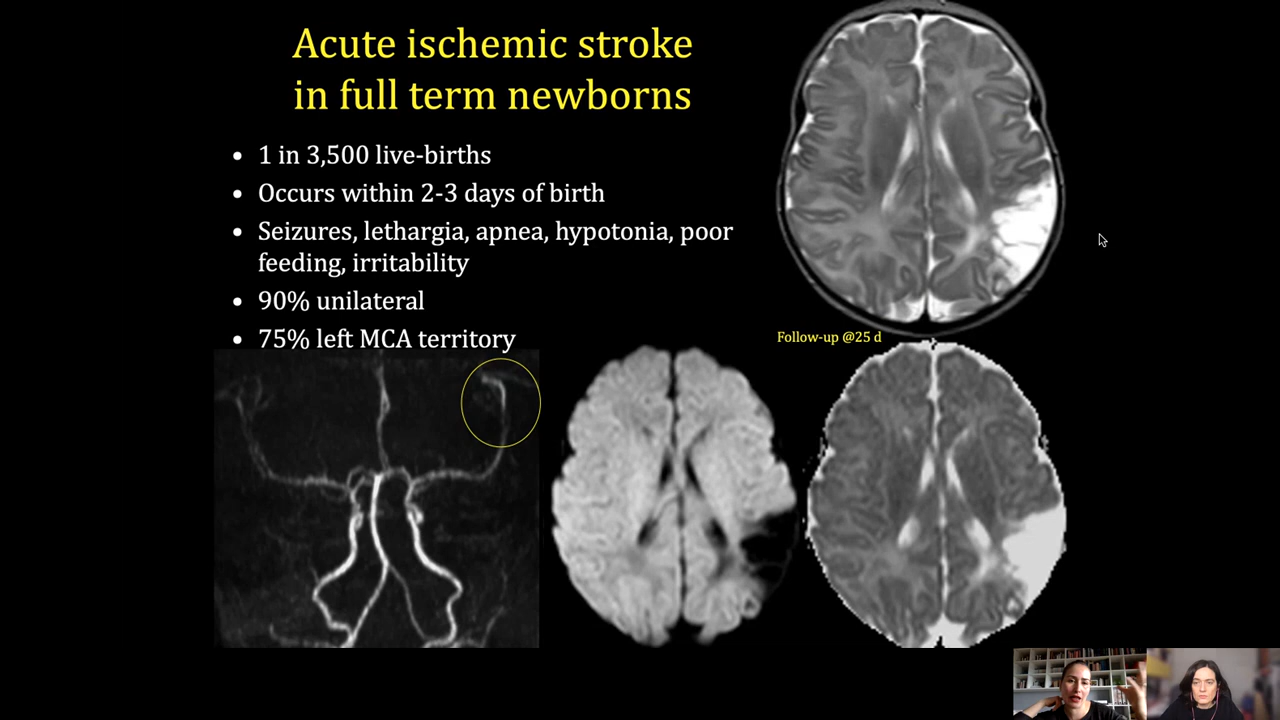 Acute ischemic stroke
in full term newborns
• 1 in 3,500 live-births
• Occurs within 2-3 days of birth
• Seizures, lethargia, apnea, hypotonia, poor
feeding, irritability
• 90% unilateral
• 75% left MCA territory
Follow-up @25 d